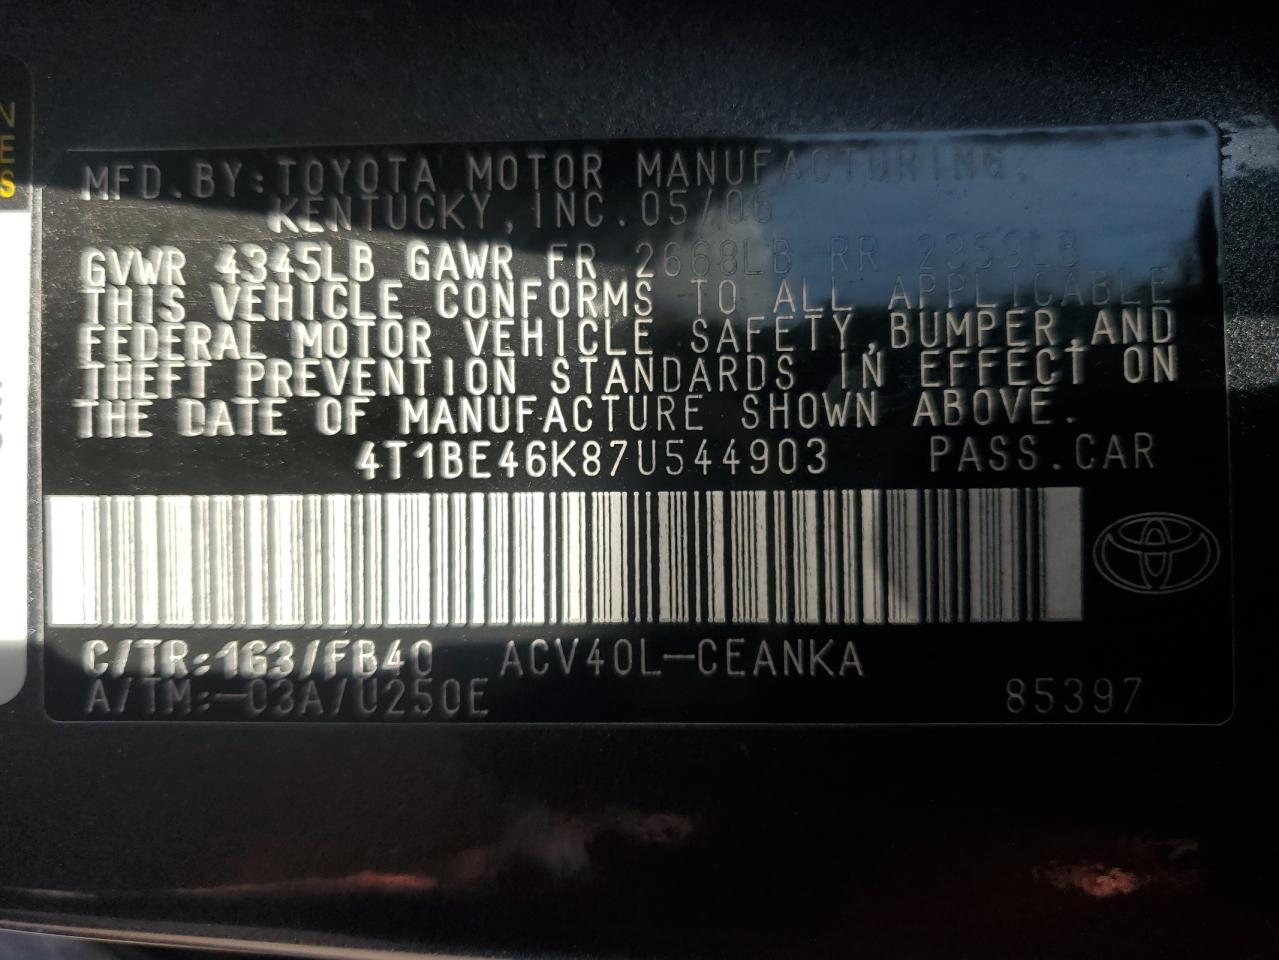 N
E
S
MFD. BY: TOYOTA MOTOR MANUFACTURING,
KENTUCKY, INC. 05/06
GVWR 4345LB GAWR FR 2668LB RR 2359LB
THIS VEHICLE CONFORMS TO ALL APPLICABLE
FEDERAL MOTOR VEHICLE SAFETY, BUMPER, AND
THEFT PREVENTION STANDARDS IN EFFECT ON
THE DATE OF MANUFACTURE SHOWN ABOVE.
4T1BE46K87U544903 PASS. CAR
C/TR: 1G3/FB40 ACV40L-CEANKA
A/TM: -03A/U250E 85397